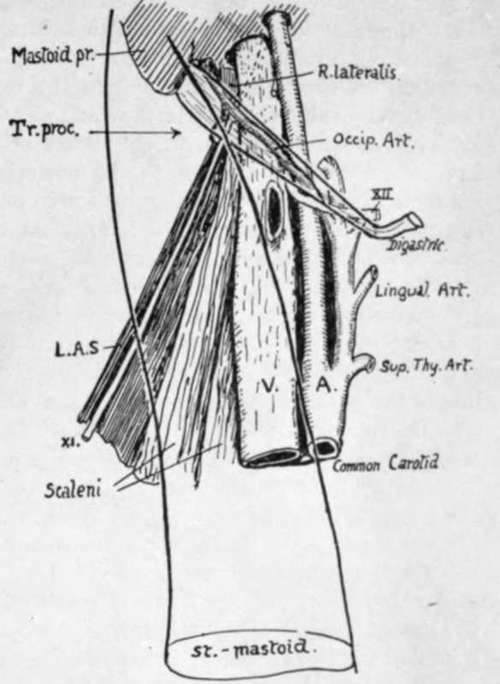 Mastoid pr.
R. lateralis.
Tr. proc.
Occip. Art.
XII
Digastric.
Lingual. Art.
L.A.S
V.
A.
Sup. Thy. Art.
XI.
Common Carotid
Scaleni
st.-mastoid.